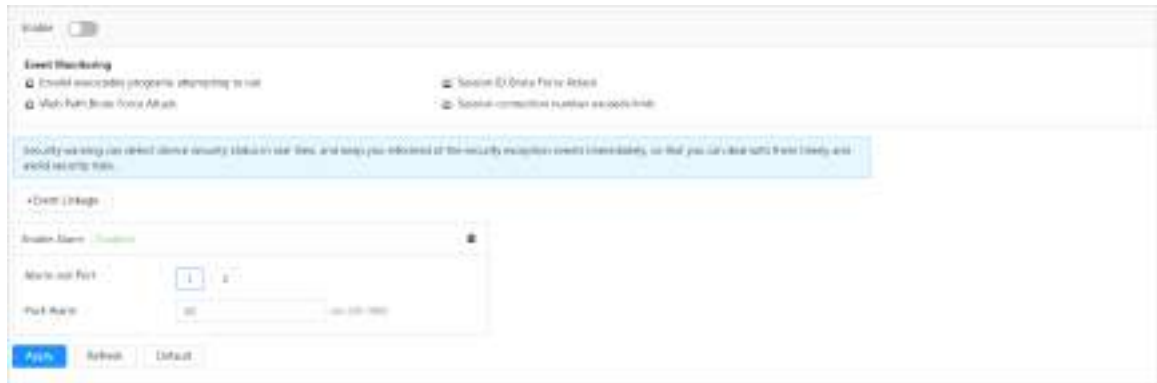 Enable
Event Monitoring
Invalid executable programs attempting to run
Session ID Brute Force Attack
Web Path Brute Force Attack
Session connection number exceeds limit
Security warning can detect device security status in real time, and keep you informed of the security exception events immediately, so that you can deal with them timely and
avoid security risks.
+Event Linkage
Enable Alarm
Alarm-out Port
1
2
Post-Alarm
Apply
Refresh
Default